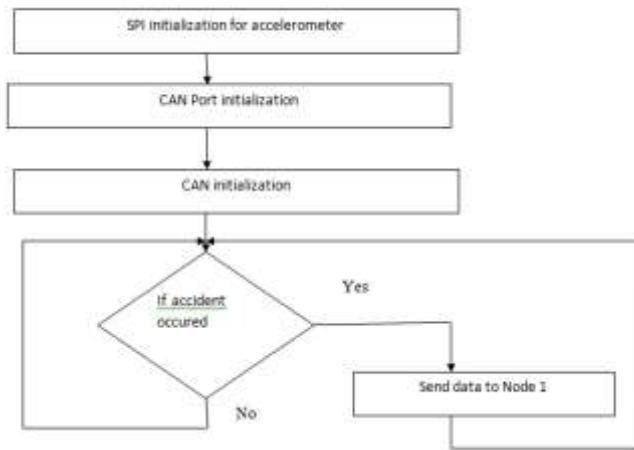 SPI initialization for accelerometer
CAN Port initialization
CAN initialization
If accident
occured
Yes
Send data to Node 1
No